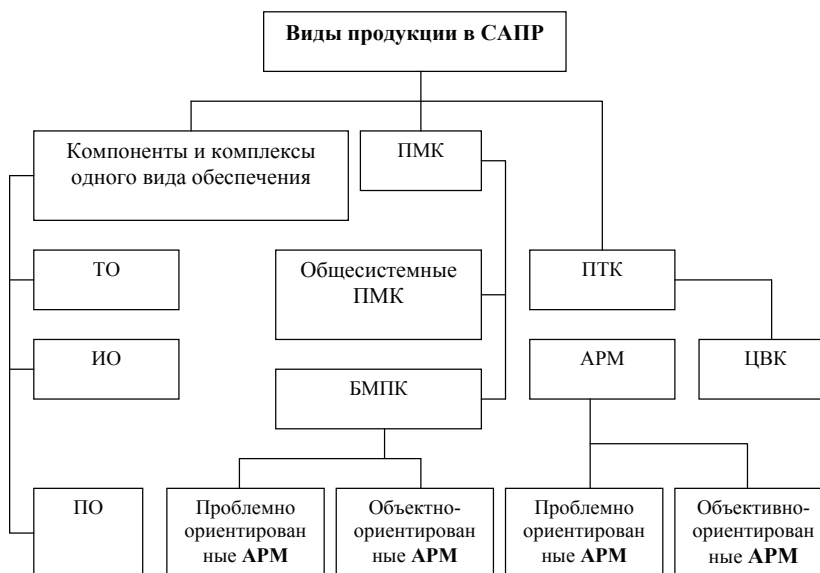 Виды продукции в САПР
Компоненты и комплексы
одного вида обеспечения
ПМК
ТО
Общесистемные
ПМК
ПТК
ИО
БМПК
АРМ
ЦВК
ПО
Проблемно
ориентирован
ные АРМ
Объектно-
ориентирован
ные АРМ
Проблемно
ориентирован
ные АРМ
Объективно-
ориентирован
ные АРМ